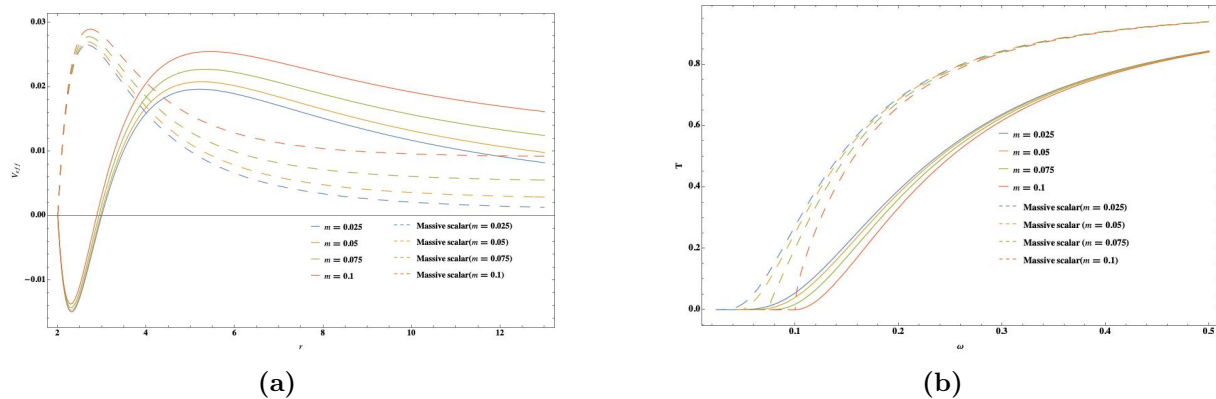 0.03
0.02
0.01
0.00
-0.01
V_eff
m = 0.025
m = 0.05
m = 0.075
m = 0.1
Massive scalar(m = 0.025)
Massive scalar(m = 0.05)
Massive scalar(m = 0.075)
Massive scalar(m = 0.1)
2 4 6 8 10 12
r
(a)
0.8
0.6
0.4
0.2
0.0
T
m = 0.025
m = 0.05
m = 0.075
m = 0.1
Massive scalar(m = 0.025)
Massive scalar (m = 0.05)
Massive scalar (m = 0.075)
Massive scalar(m = 0.1)
0.1 0.2 0.3 0.4 0.5
ω
(b)